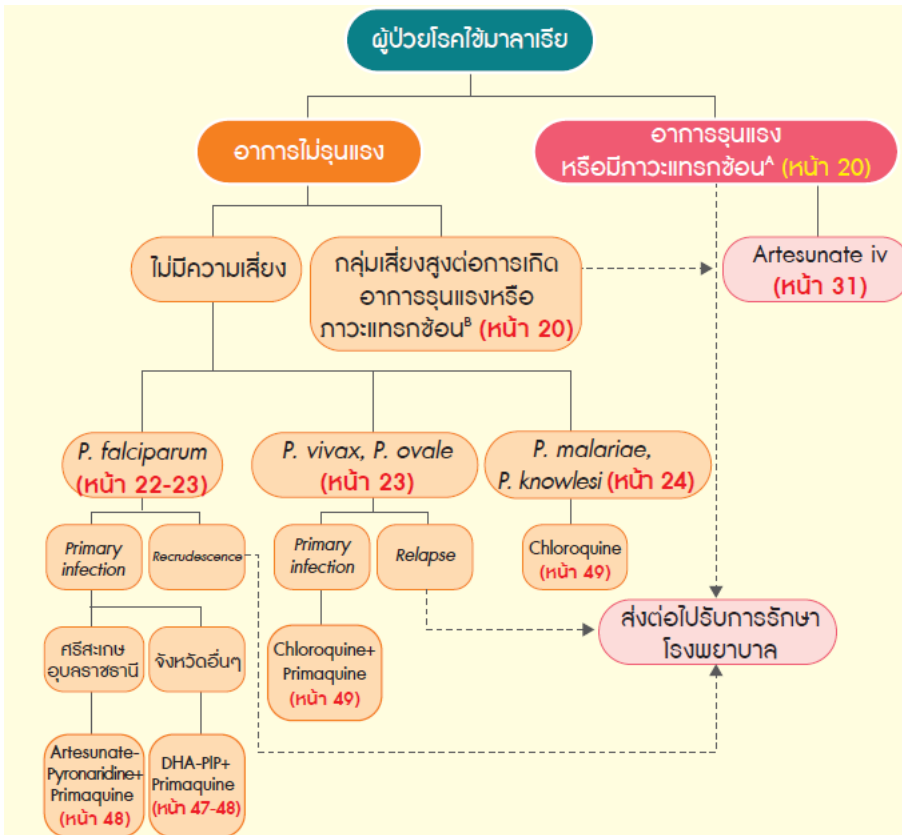 ผู้ป่วยโรคไข้มาลาเรีย
อาการไม่รุนแรง
อาการรุนแรง
หรือมีภาวะแทรกซ้อนᴬ (หน้า 20)
ไม่มีความเสี่ยง
กลุ่มเสี่ยงสูงต่อการเกิด
อาการรุนแรงหรือ
ภาวะแทรกซ้อนᴮ (หน้า 20)
Artesunate iv
(หน้า 31)
P. falciparum
(หน้า 22-23)
P. vivax, P. ovale
(หน้า 23)
P. malariae,
P. knowlesi (หน้า 24)
Primary
infection
Recrudescence
Primary
infection
Relapse
Chloroquine
(หน้า 49)
ศรีสะเกษ
อุบลราชธานี
จังหวัดอื่นๆ
Chloroquine+
Primaquine
(หน้า 49)
ส่งต่อไปรับการรักษา
โรงพยาบาล
Artesunate-
Pyronaridine+
Primaquine
(หน้า 48)
DHA-PIP+
Primaquine
(หน้า 47-48)